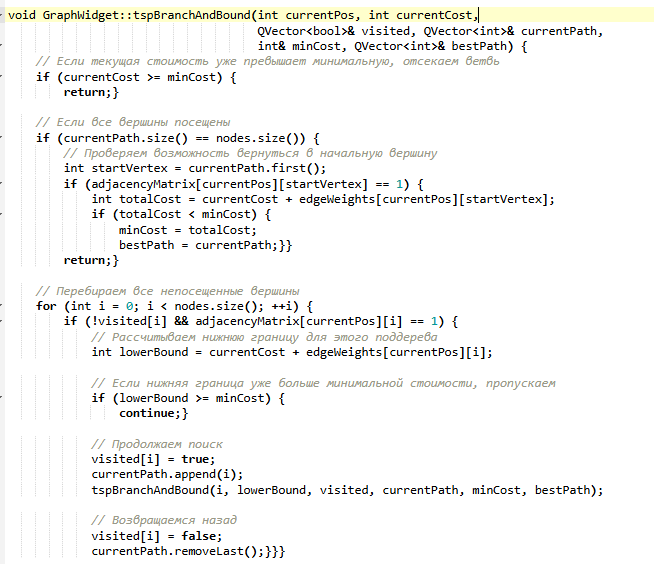 void GraphWidget::tspBranchAndBound(int currentPos, int currentCost,
                                    QVector<bool>& visited, QVector<int>& currentPath,
                                    int& minCost, QVector<int>& bestPath) {
    // Если текущая стоимость уже превышает минимальную, отсекаем ветвь
    if (currentCost >= minCost) {
        return;}

    // Если все вершины посещены
    if (currentPath.size() == nodes.size()) {
        // Проверяем возможность вернуться в начальную вершину
        int startVertex = currentPath.first();
        if (adjacencyMatrix[currentPos][startVertex] == 1) {
            int totalCost = currentCost + edgeWeights[currentPos][startVertex];
            if (totalCost < minCost) {
                minCost = totalCost;
                bestPath = currentPath;}}
        return;}

    // Перебираем все непосещенные вершины
    for (int i = 0; i < nodes.size(); ++i) {
        if (!visited[i] && adjacencyMatrix[currentPos][i] == 1) {
            // Рассчитываем нижнюю границу для этого поддерева
            int lowerBound = currentCost + edgeWeights[currentPos][i];

            // Если нижняя граница уже больше минимальной стоимости, пропускаем
            if (lowerBound >= minCost) {
                continue;}

            // Продолжаем поиск
            visited[i] = true;
            currentPath.append(i);
            tspBranchAndBound(i, lowerBound, visited, currentPath, minCost, bestPath);

            // Возвращаемся назад
            visited[i] = false;
            currentPath.removeLast();}}}